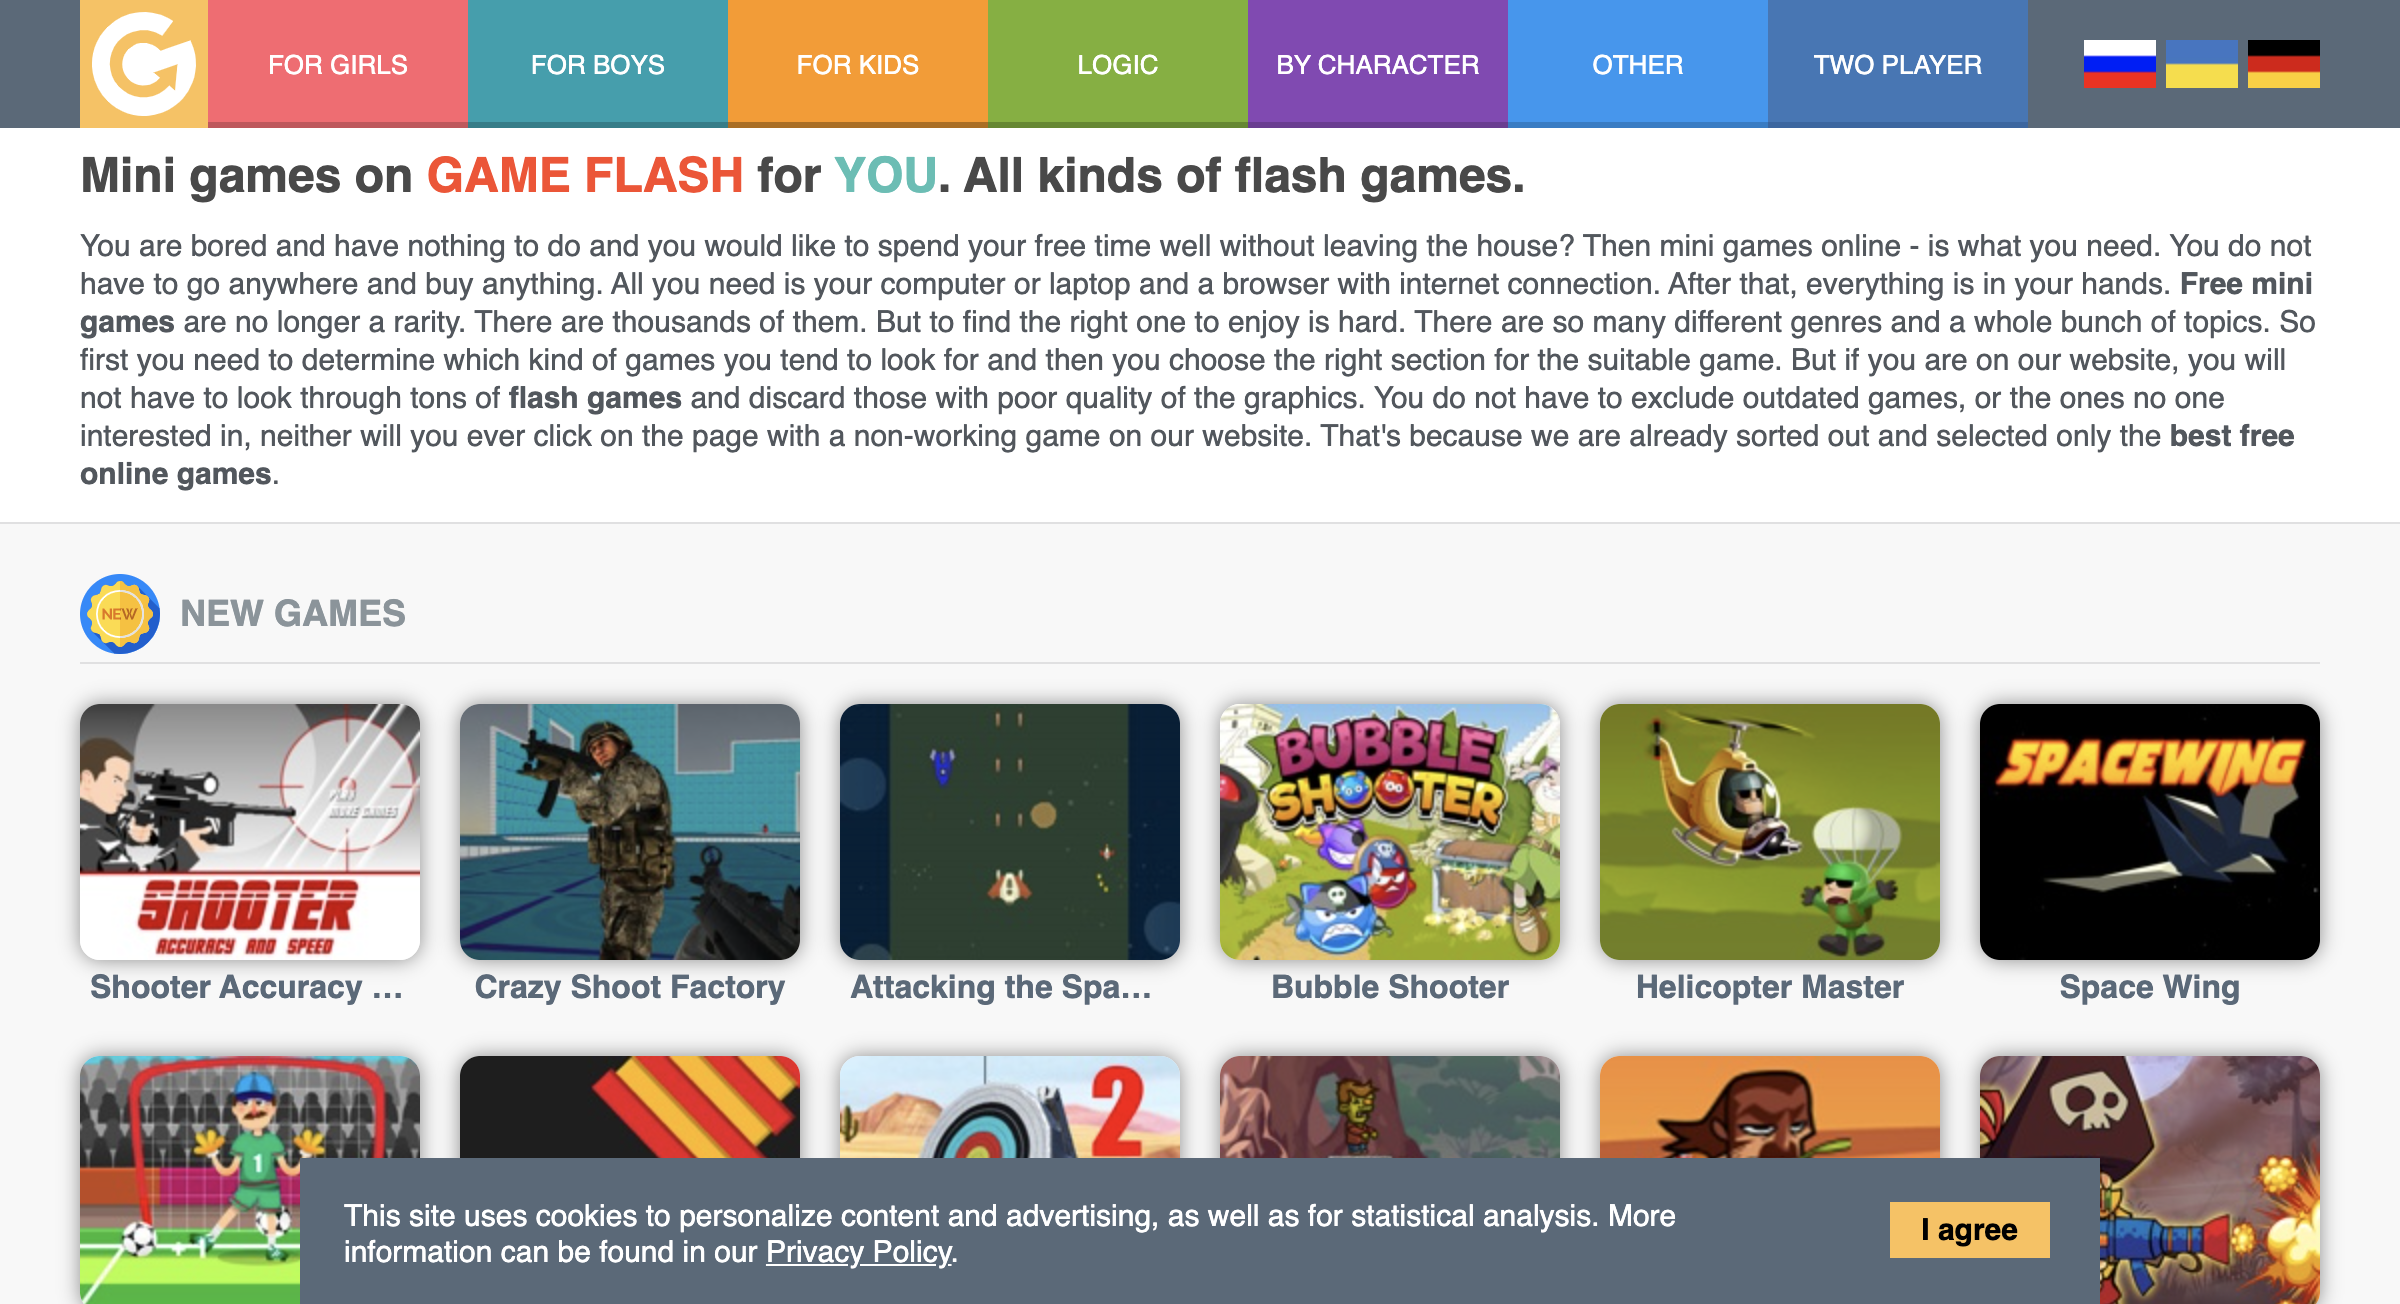 FOR GIRLS
FOR BOYS
FOR KIDS
LOGIC
BY CHARACTER
OTHER
TWO PLAYER
Mini games on GAME FLASH for YOU. All kinds of flash games.
You are bored and have nothing to do and you would like to spend your free time well without leaving the house? Then mini games online - is what you need. You do not
have to go anywhere and buy anything. All you need is your computer or laptop and a browser with internet connection. After that, everything is in your hands. Free mini
games are no longer a rarity. There are thousands of them. But to find the right one to enjoy is hard. There are so many different genres and a whole bunch of topics. So
first you need to determine which kind of games you tend to look for and then you choose the right section for the suitable game. But if you are on our website, you will
not have to look through tons of flash games and discard those with poor quality of the graphics. You do not have to exclude outdated games, or the ones no one
interested in, neither will you ever click on the page with a non-working game on our website. That's because we are already sorted out and selected only the best free
online games.
NEW
NEW GAMES
PLAY
MORE GAMES
SHOOTER
ACCURACY AND SPEED
BUBBLE
SHOOTER
SPACEWING
Shooter Accuracy ...
Crazy Shoot Factory
Attacking the Spa...
Bubble Shooter
Helicopter Master
Space Wing
1
+1
2
This site uses cookies to personalize content and advertising, as well as for statistical analysis. More
information can be found in our Privacy Policy.
I agree